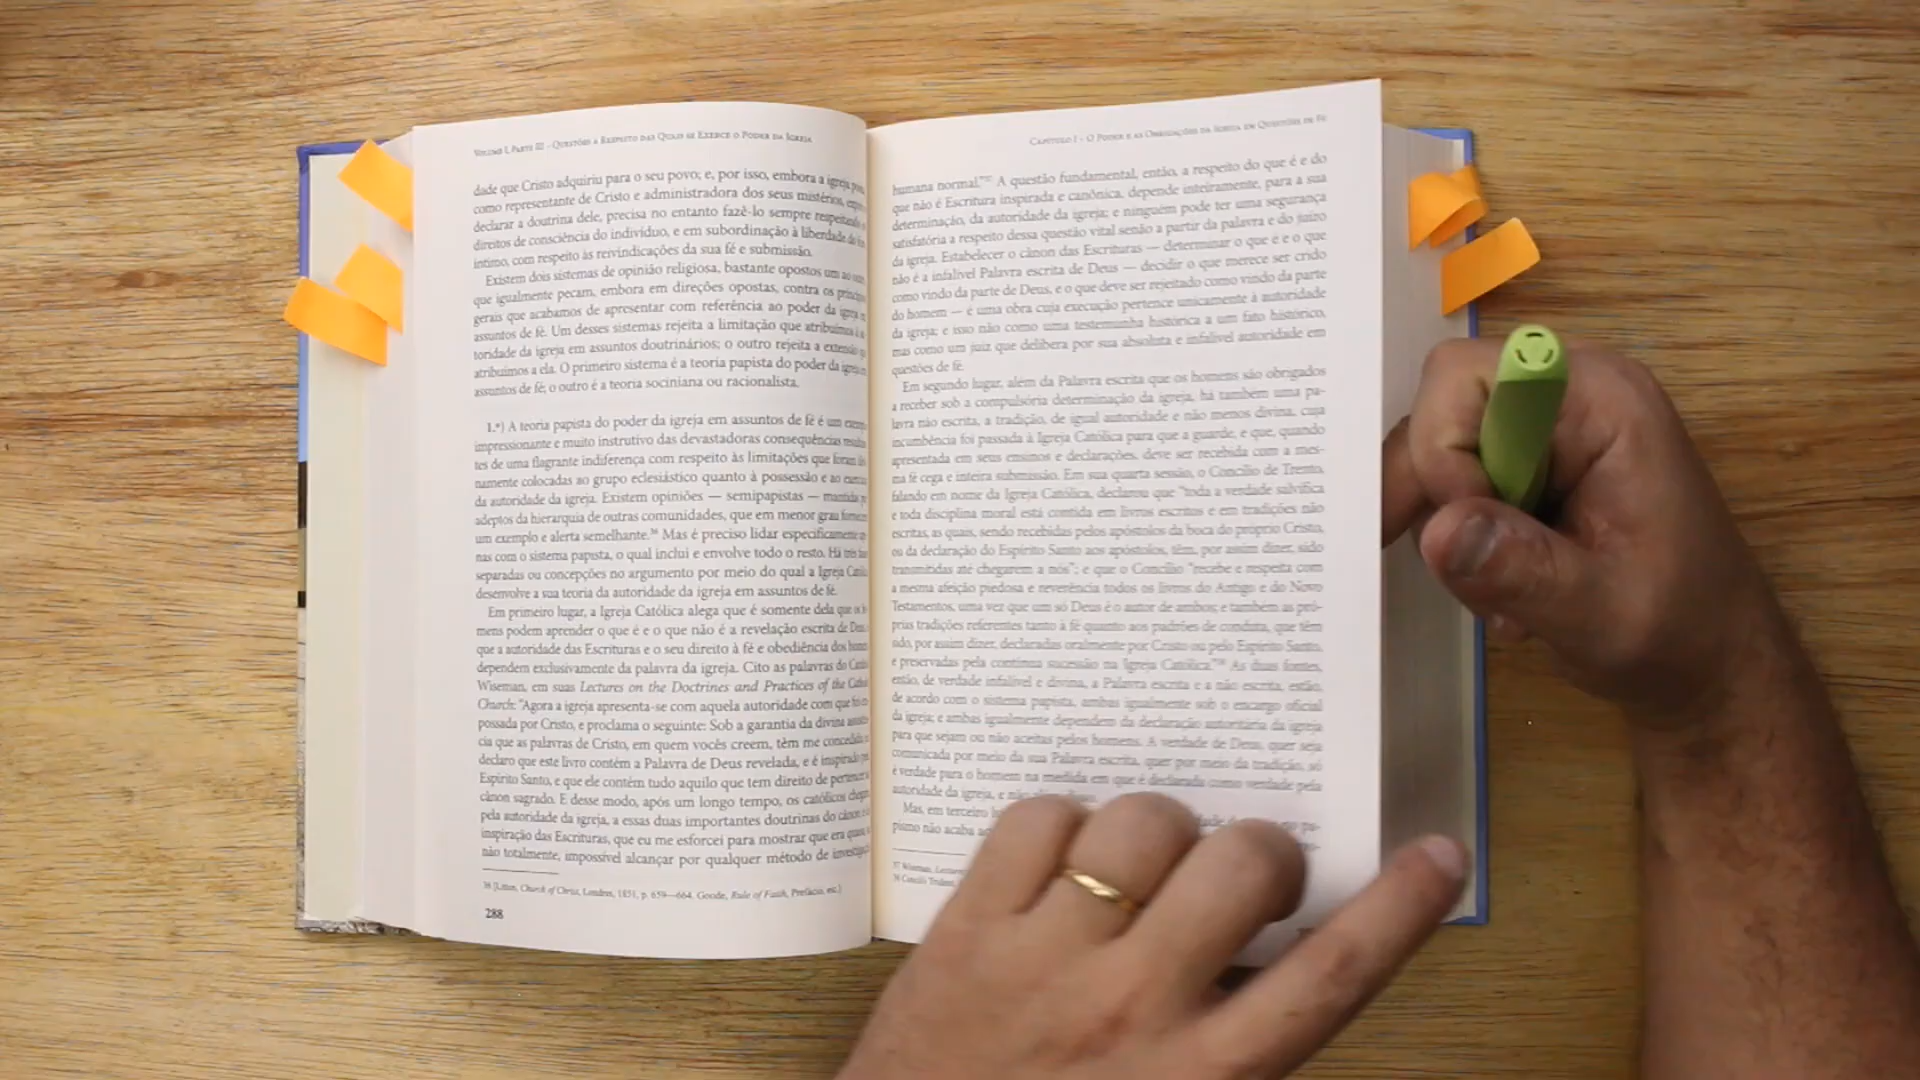 VOLUME I, PARTE III – QUESTÕES A RESPEITO DAS QUAIS SE EXERCE O PODER DA IGREJA
dade que Cristo adquiriu para o seu povo; e, por isso, embora a igreja
como representante de Cristo e administradora dos seus mistérios,
declarar a doutrina dele, precisa no entanto fazê-lo sempre respeitando
direitos de consciência do indivíduo, e em subordinação à liberdade do
íntimo, com respeito às reivindicações da sua fé e submissão.
Existem dois sistemas de opinião religiosa, bastante opostos um ao
que igualmente pecam, embora em direções opostas, contra os
gerais que acabamos de apresentar com referência ao poder da igreja
assuntos de fé. Um desses sistemas rejeita a limitação que atribuímos à
toridade da igreja em assuntos doutrinários; o outro rejeita a extensão
atribuímos a ela. O primeiro sistema é a teoria papista do poder da igreja
assuntos de fé; o outro é a teoria sociniana ou racionalista.
1.º) A teoria papista do poder da igreja em assuntos de fé é um
impressionante e muito instrutivo das devastadoras consequências
tes de uma flagrante indiferença com respeito às limitações que foram
namente colocadas ao grupo eclesiástico quanto à possessão e ao
da autoridade da igreja. Existem opiniões — semipapistas —
adeptos da hierarquia de outras comunidades, que em menor grau
um exemplo e alerta semelhante.³⁶ Mas é preciso lidar especificamente
nas com o sistema papista, o qual inclui e envolve todo o resto. Há três
separadas ou concepções no argumento por meio do qual a Igreja
desenvolve a sua teoria da autoridade da igreja em assuntos de fé.
Em primeiro lugar, a Igreja Católica alega que é somente dela que os
mens podem aprender o que é e o que não é a revelação escrita de
que a autoridade das Escrituras e o seu direito à fé e obediência dos
dependem exclusivamente da palavra da igreja. Cito as palavras do
Wiseman, em suas Lectures on the Doctrines and Practices of the
Church: “Agora a igreja apresenta-se com aquela autoridade com que foi
possada por Cristo, e proclama o seguinte: Sob a garantia da divina
cia que as palavras de Cristo, em quem vocês creem, têm me concedido
declaro que este livro contém a Palavra de Deus revelada, e é inspirado
Espírito Santo, e que ele contém tudo aquilo que tem direito de
cânon sagrado. E desse modo, após um longo tempo, os católicos
pela autoridade da igreja, a essas duas importantes doutrinas do cânon
inspiração das Escrituras, que eu me esforcei para mostrar que era
não totalmente, impossível alcançar por qualquer método de
36 [Litton, Church of Christ, London, 1851, p. 659—664. Goode, Rule of Faith, Prefácio, etc.]
288
CAPÍTULO I – O PODER E AS OBRIGAÇÕES DA IGREJA EM QUESTÕES DE FÉ
humana normal.”³⁷ A questão fundamental, então, a respeito do que é e do
que não é Escritura inspirada e canônica, depende inteiramente, para a sua
determinação, da autoridade da igreja; e ninguém pode ter uma segurança
satisfatória a respeito dessa questão vital senão a partir da palavra e do juízo
da igreja. Estabelecer o cânon das Escrituras — determinar o que é e o que
não é a infalível Palavra escrita de Deus — decidir o que merece ser crido
como vindo da parte de Deus, e o que deve ser rejeitado como vindo da parte
do homem — é uma obra cuja execução pertence unicamente à autoridade
da igreja; e isso não como uma testemunha histórica a um fato histórico,
mas como um juiz que delibera por sua absoluta e infalível autoridade em
questões de fé.
Em segundo lugar, além da Palavra escrita que os homens são obrigados
a receber sob a compulsória determinação da igreja, há também uma pa-
lavra não escrita, a tradição, de igual autoridade e não menos divina, cuja
incumbência foi passada à Igreja Católica para que a guarde, e que, quando
apresentada em seus ensinos e declarações, deve ser recebida com a mes-
ma fé cega e inteira submissão. Em sua quarta sessão, o Concílio de Trento,
falando em nome da Igreja Católica, declarou que “toda a verdade salvífica
e toda disciplina moral está contida em livros escritos e em tradições não
escritas, as quais, sendo recebidas pelos apóstolos da boca do próprio Cristo,
ou da declaração do Espírito Santo aos apóstolos, têm, por assim dizer, sido
transmitidas até chegarem a nós”; e que o Concílio “recebe e respeita com
a mesma afeição piedosa e reverência todos os livros do Antigo e do Novo
Testamentos, uma vez que um só Deus é o autor de ambos; e também as pró-
prias tradições referentes tanto à fé quanto aos padrões de conduta, que têm
sido, por assim dizer, declaradas oralmente por Cristo ou pelo Espírito Santo,
e preservadas pela contínua sucessão na Igreja Católica.”³⁸ As duas fontes,
então, de verdade infalível e divina, a Palavra escrita e a não escrita, estão,
de acordo com o sistema papista, ambas igualmente sob o encargo oficial
da igreja; e ambas igualmente dependem da declaração autoritária da igreja
para que sejam ou não aceitas pelos homens. A verdade de Deus, quer seja
comunicada por meio da sua Palavra escrita, quer por meio da tradição, só
é verdade para o homem na medida em que é declarada como verdade pela
autoridade da igreja, e não
Mas, em terceiro
pismo não acaba
37 Wiseman,
38 Concilii Trident.